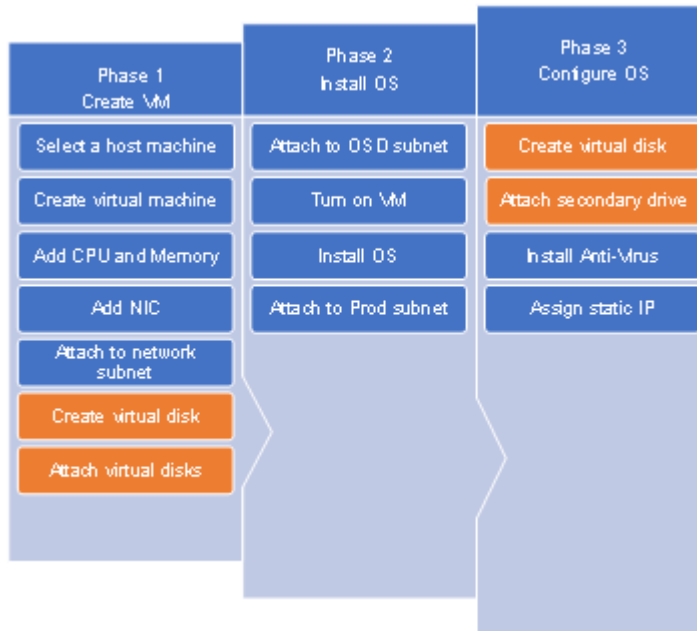 Phase 1
Create VM
Select a host machine
Create virtual machine
Add CPU and Memory
Add NIC
Attach to network
subnet
Create virtual disk
Attach virtual disks
Phase 2
Install OS
Attach to OSD subnet
Turn on VM
Install OS
Attach to Prod subnet
Phase 3
Configure OS
Create virtual disk
Attach secondary drive
Install Anti-Virus
Assign static IP